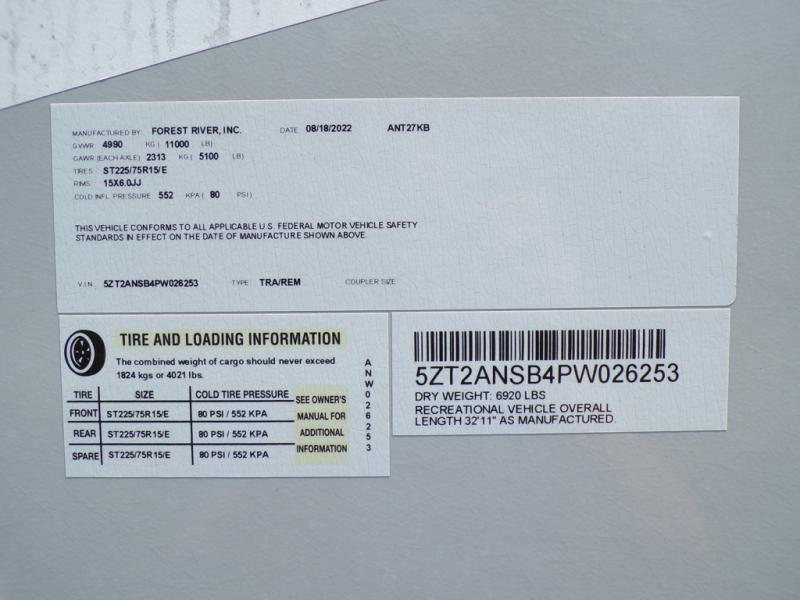 MANUFACTURED BY FOREST RIVER, INC. DATE 08/18/2022 ANT27KB
GVWR 4990 KG ( 11000 LB)
GAWR (EACH AXLE) 2313 KG ( 5100 LB)
TIRES ST225/75R15/E
RIMS 15X6.0JJ
COLD INFL. PRESSURE 552 KPA ( 80 PSI)
THIS VEHICLE CONFORMS TO ALL APPLICABLE U.S. FEDERAL MOTOR VEHICLE SAFETY
STANDARDS IN EFFECT ON THE DATE OF MANUFACTURE SHOWN ABOVE.
V.I.N. 5ZT2ANSB4PW026253 TYPE TRA/REM COUPLER SIZE
TIRE AND LOADING INFORMATION
The combined weight of cargo should never exceed
1824 kgs or 4021 lbs.
TIRE SIZE COLD TIRE PRESSURE
FRONT ST225/75R15/E 80 PSI / 552 KPA
REAR ST225/75R15/E 80 PSI / 552 KPA
SPARE ST225/75R15/E 80 PSI / 552 KPA
SEE OWNER'S
MANUAL FOR
ADDITIONAL
INFORMATION
ANW026253
5ZT2ANSB4PW026253
DRY WEIGHT: 6920 LBS
RECREATIONAL VEHICLE OVERALL
LENGTH 32'11" AS MANUFACTURED.